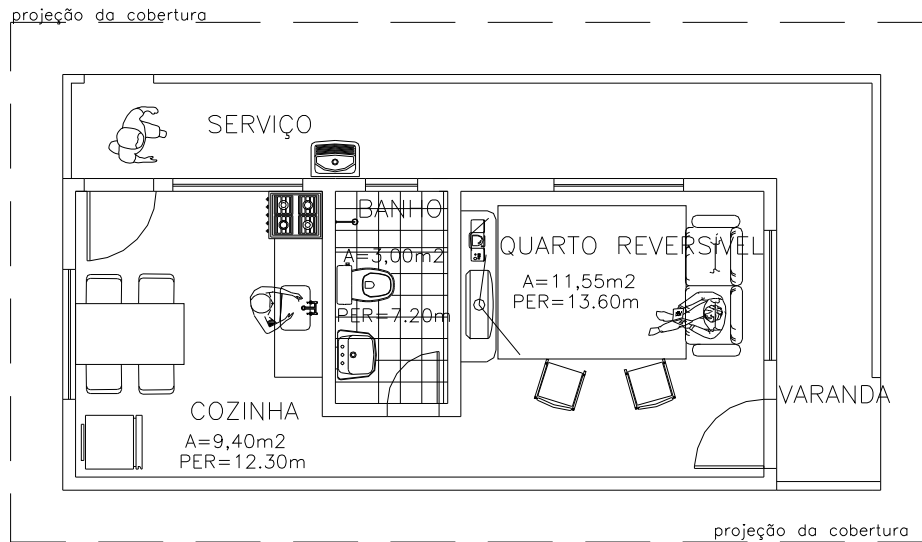 projeção da cobertura
SERVIÇO
BANHO
A=3,00m2
PER=7.20m
QUARTO REVERSIVEL
A=11,55m2
PER=13.60m
VARANDA
COZINHA
A=9,40m2
PER=12.30m
projeção da cobertura